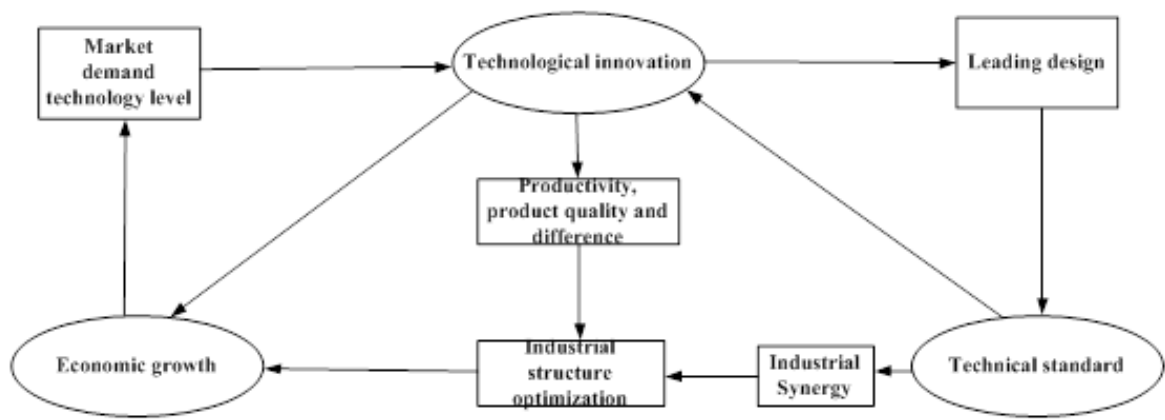 Market
demand
technology level
Technological innovation
Leading design
Productivity,
product quality and
difference
Economic growth
Industrial
structure
optimization
Industrial
Synergy
Technical standard